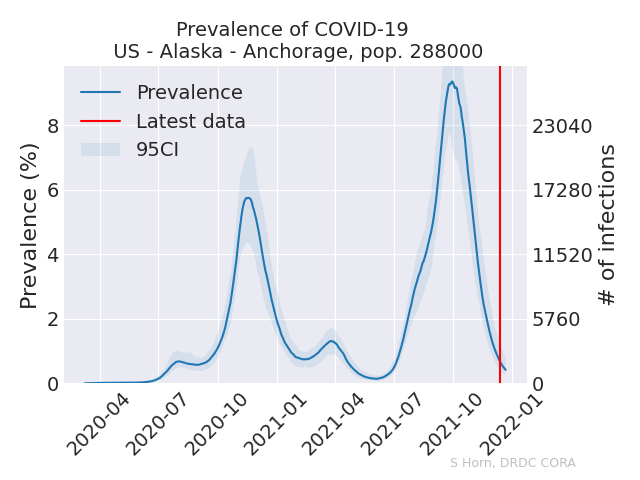 Prevalence of COVID-19
US - Alaska - Anchorage, pop. 288000
Prevalence
Latest data
95CI
Prevalence (%)
8
6
4
2
0
23040
17280
11520
5760
0
# of infections
2020-04
2020-07
2020-10
2021-01
2021-04
2021-07
2021-10
2022-01
S Horn, DRDC CORA